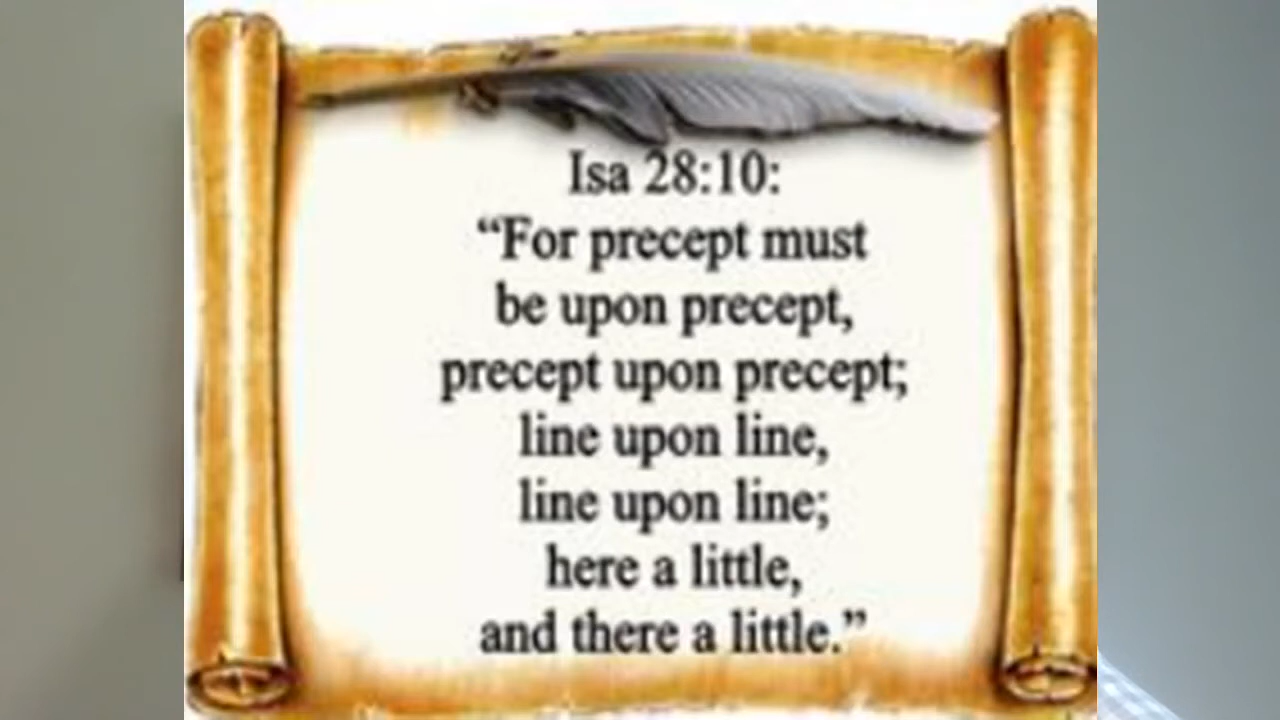 Isa 28:10:
“For precept must
be upon precept,
precept upon precept;
line upon line,
line upon line;
here a little,
and there a little.”